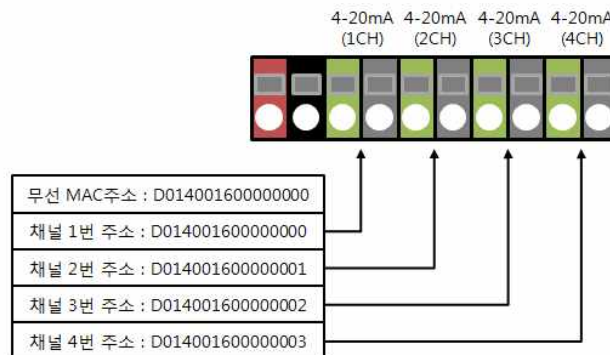 4-20mA 4-20mA 4-20mA 4-20mA
(1CH) (2CH) (3CH) (4CH)
무선 MAC주소 : D014001600000000
채널 1번 주소 : D014001600000000
채널 2번 주소 : D014001600000001
채널 3번 주소 : D014001600000002
채널 4번 주소 : D014001600000003